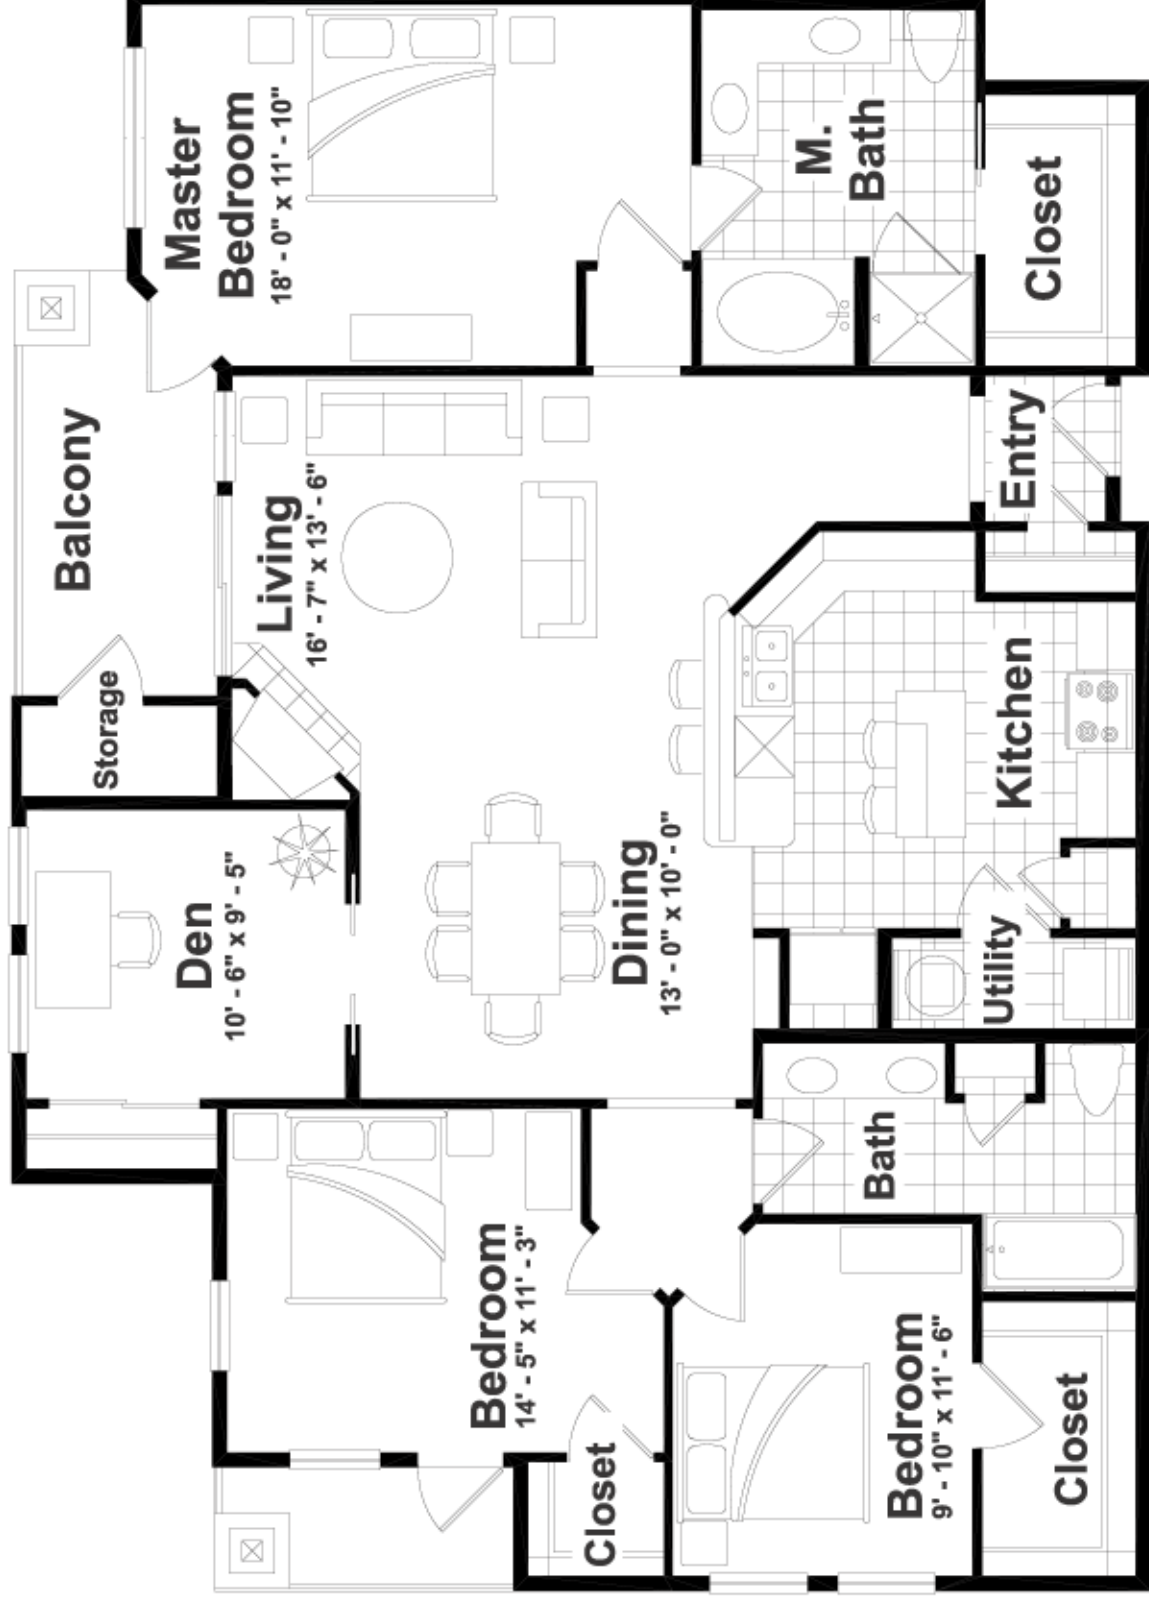 Master
Bedroom
18' - 0" x 11' - 10"
M.
Bath
Closet
Balcony
Living
16' - 7" x 13' - 6"
Entry
Storage
Kitchen
Den
10' - 6" x 9' - 5"
Dining
13' - 0" x 10' - 0"
Utility
Bath
Bedroom
14' - 5" x 11' - 3"
Bedroom
9' - 10" x 11' - 6"
Closet
Closet